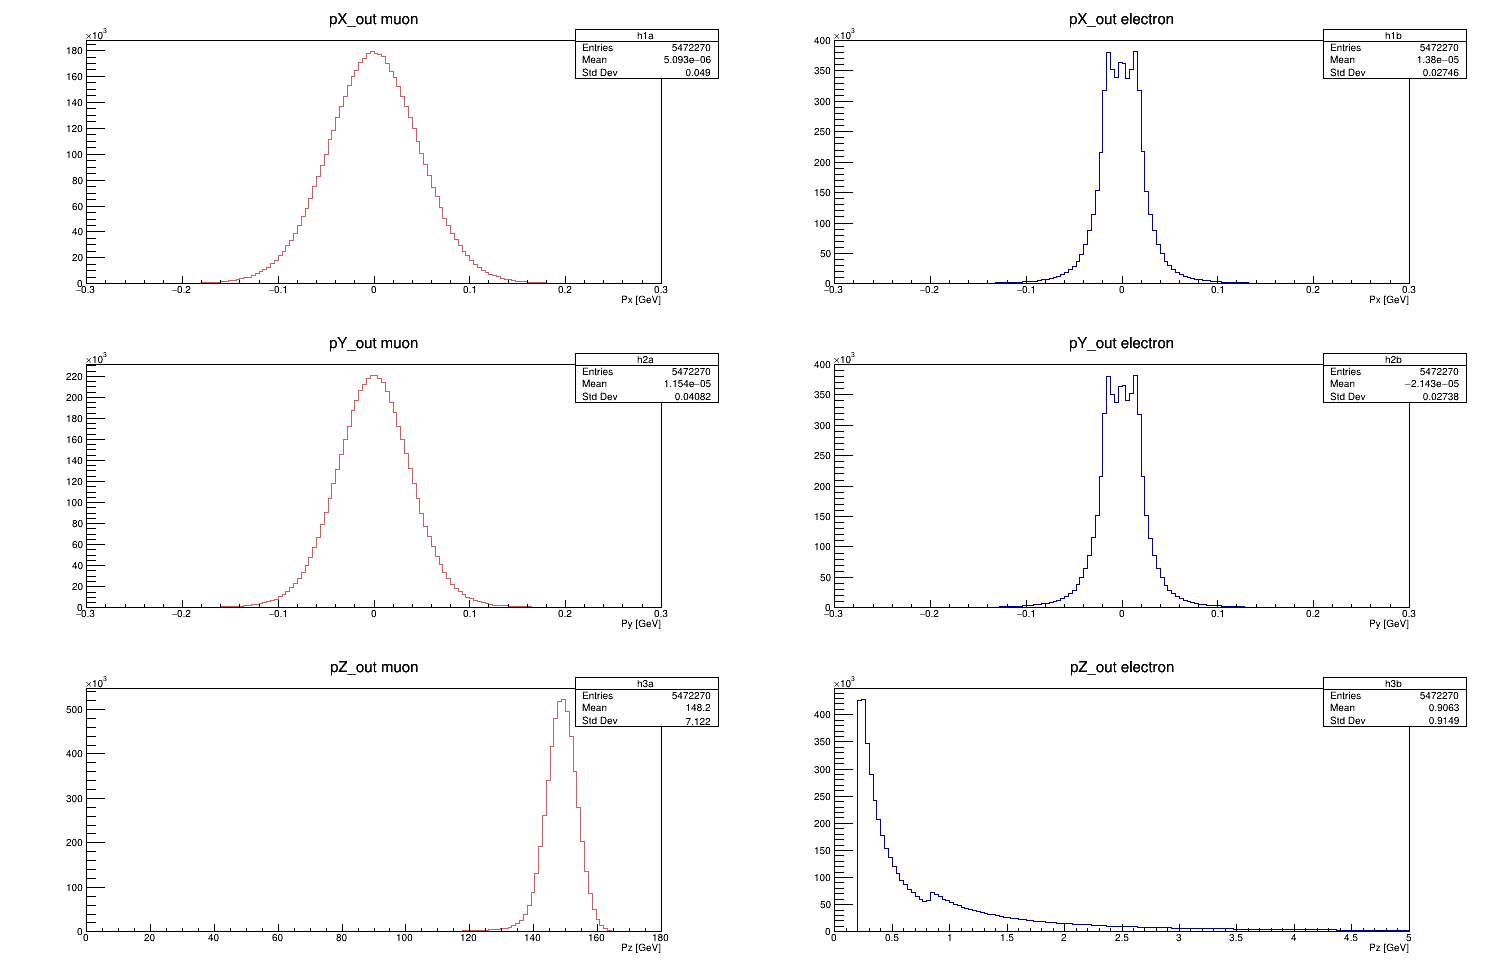 pX_out muon
×10³
h1a
Entries 5472270
Mean 5.093e−06
Std Dev 0.049
180
160
140
120
100
80
60
40
20
0
−0.3 −0.2 −0.1 0 0.1 0.2 0.3
Px [GeV]
pX_out electron
×10³
h1b
Entries 5472270
Mean 1.38e−05
Std Dev 0.02746
400
350
300
250
200
150
100
50
0
−0.3 −0.2 −0.1 0 0.1 0.2 0.3
Px [GeV]
pY_out muon
×10³
h2a
Entries 5472270
Mean 1.154e−05
Std Dev 0.04082
220
200
180
160
140
120
100
80
60
40
20
0
−0.3 −0.2 −0.1 0 0.1 0.2 0.3
Py [GeV]
pY_out electron
×10³
h2b
Entries 5472270
Mean −2.143e−05
Std Dev 0.02738
400
350
300
250
200
150
100
50
0
−0.3 −0.2 −0.1 0 0.1 0.2 0.3
Py [GeV]
pZ_out muon
×10³
h3a
Entries 5472270
Mean 148.2
Std Dev 7.122
500
400
300
200
100
0
0 20 40 60 80 100 120 140 160 180
Pz [GeV]
pZ_out electron
×10³
h3b
Entries 5472270
Mean 0.9063
Std Dev 0.9149
400
350
300
250
200
150
100
50
0
0 0.5 1 1.5 2 2.5 3 3.5 4 4.5 5
Pz [GeV]